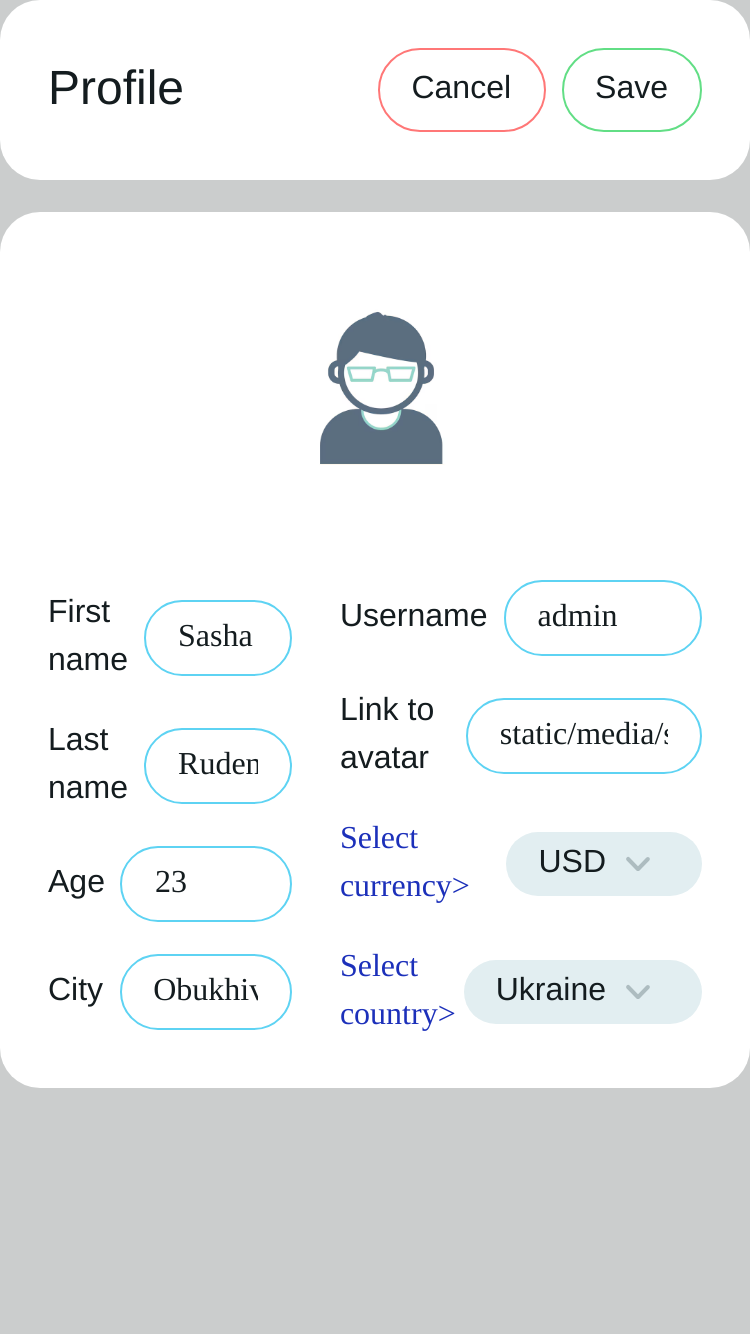 Profile
Cancel
Save
First
name
Sasha
Last
name
Ruden
Age
23
City
Obukhiv
Username
admin
Link to
avatar
static/media/s
Select
currency>
USD
Select
country>
Ukraine